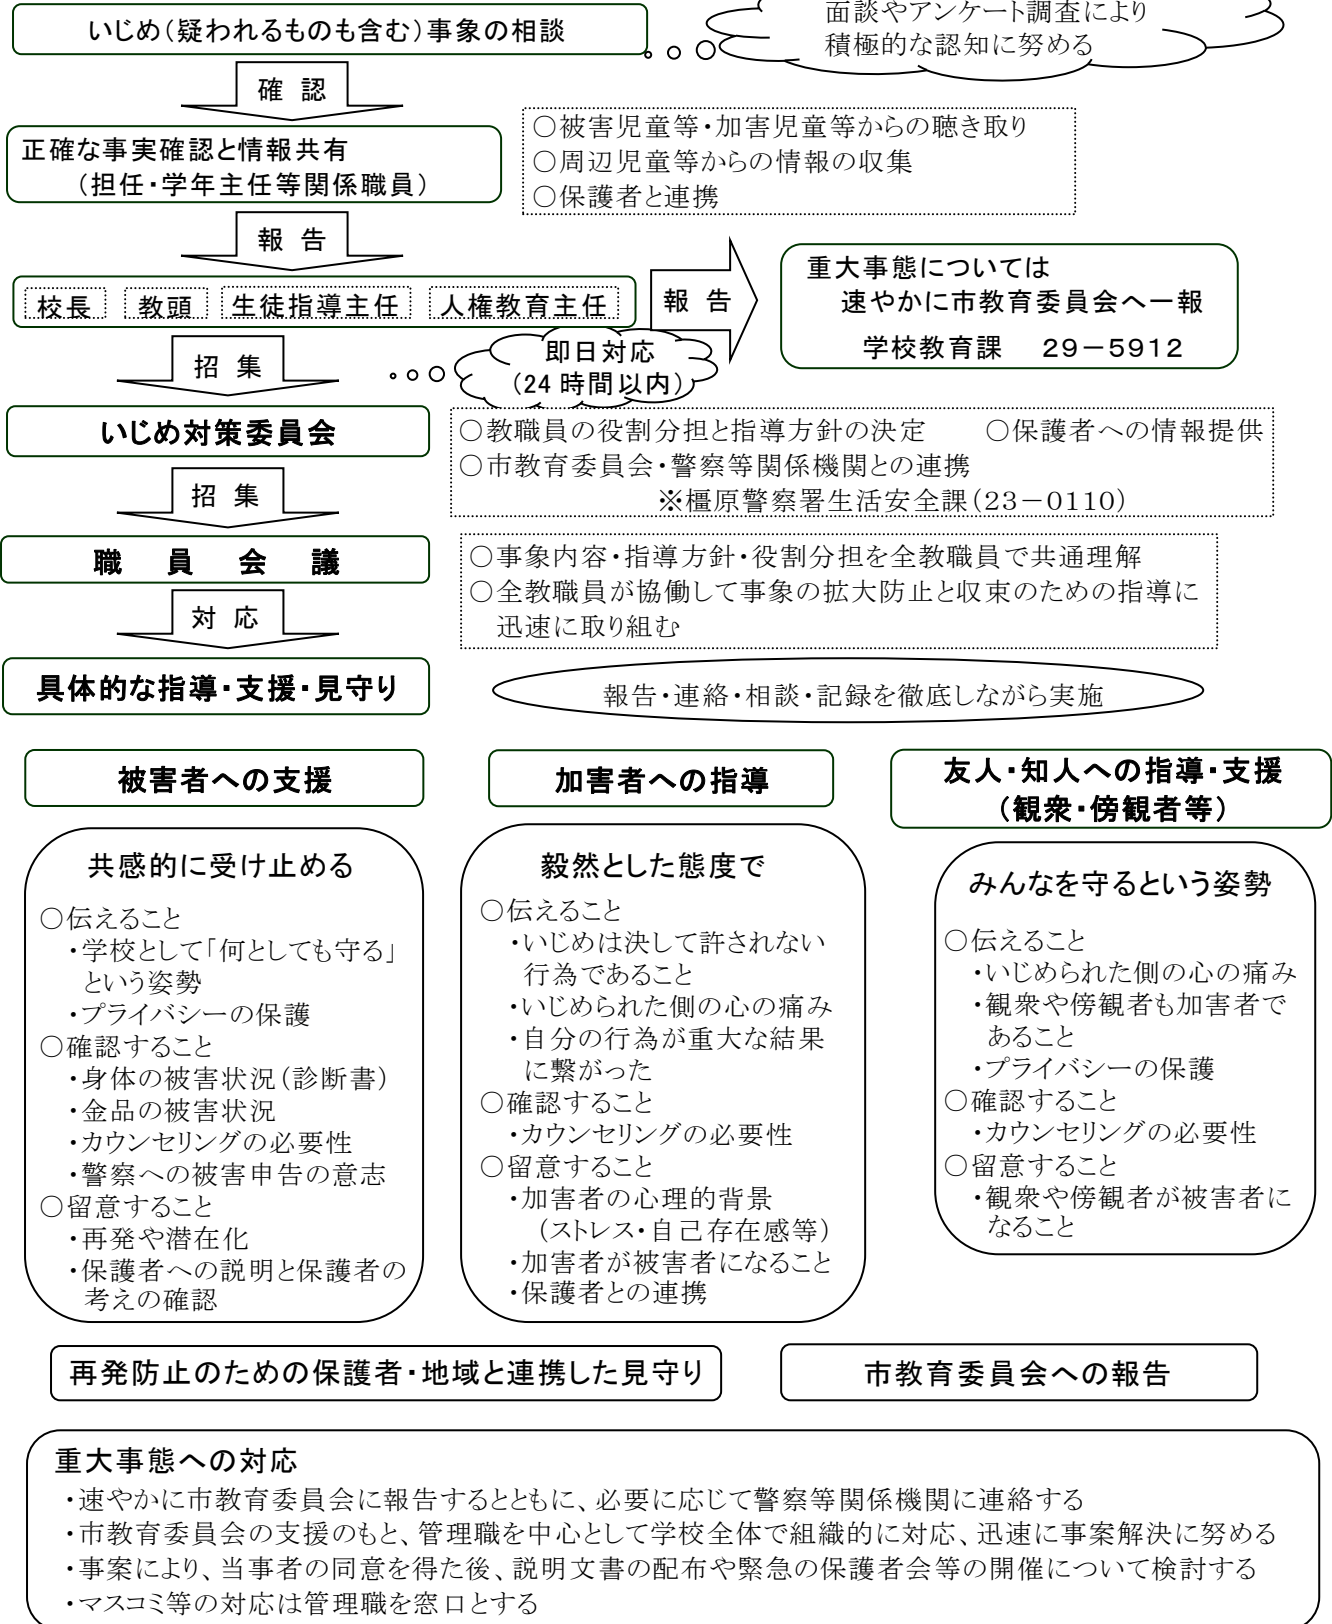 面談やアンケート調査により
積極的な認知に努める
いじめ（疑われるものも含む）事象の相談
確 認
正確な事実確認と情報共有
（担任・学年主任等関係職員）
○被害児童等・加害児童等からの聴き取り
○周辺児童等からの情報の収集
○保護者と連携
報 告
校長 教頭 生徒指導主任 人権教育主任
報 告
重大事態については
速やかに市教育委員会へ一報
学校教育課 29－5912
招 集
即日対応
（24 時間以内）
いじめ対策委員会
○教職員の役割分担と指導方針の決定 ○保護者への情報提供
○市教育委員会・警察等関係機関との連携
※橿原警察署生活安全課（23－0110）
招 集
職 員 会 議
○事象内容・指導方針・役割分担を全教職員で共通理解
○全教職員が協働して事象の拡大防止と収束のための指導に
迅速に取り組む
対 応
具体的な指導・支援・見守り
報告・連絡・相談・記録を徹底しながら実施
被害者への支援
共感的に受け止める
○伝えること
・学校として「何としても守る」
という姿勢
・プライバシーの保護
○確認すること
・身体の被害状況（診断書）
・金品の被害状況
・カウンセリングの必要性
・警察への被害申告の意志
○留意すること
・再発や潜在化
・保護者への説明と保護者の
考えの確認
加害者への指導
毅然とした態度で
○伝えること
・いじめは決して許されない
行為であること
・いじめられた側の心の痛み
・自分の行為が重大な結果
に繋がった
○確認すること
・カウンセリングの必要性
○留意すること
・加害者の心理的背景
（ストレス・自己存在感等）
・加害者が被害者になること
・保護者との連携
友人・知人への指導・支援
（観衆・傍観者等）
みんなを守るという姿勢
○伝えること
・いじめられた側の心の痛み
・観衆や傍観者も加害者で
あること
・プライバシーの保護
○確認すること
・カウンセリングの必要性
○留意すること
・観衆や傍観者が被害者に
なること
再発防止のための保護者・地域と連携した見守り
市教育委員会への報告
重大事態への対応
・速やかに市教育委員会に報告するとともに、必要に応じて警察等関係機関に連絡する
・市教育委員会の支援のもと、管理職を中心として学校全体で組織的に対応、迅速に事案解決に努める
・事案により、当事者の同意を得た後、説明文書の配布や緊急の保護者会等の開催について検討する
・マスコミ等の対応は管理職を窓口とする